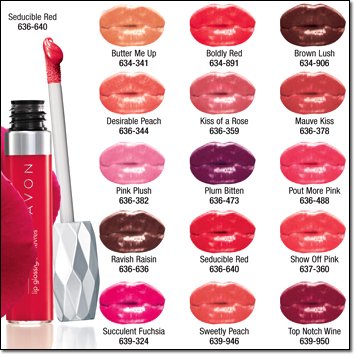 Seducible Red
636-640
AVON
lip glossy
Butter Me Up
634-341
Boldly Red
634-891
Brown Lush
634-906
Desirable Peach
636-344
Kiss of a Rose
636-359
Mauve Kiss
636-378
Pink Plush
636-382
Plum Bitten
636-473
Pout More Pink
636-488
Ravish Raisin
636-636
Seducible Red
636-640
Show Off Pink
637-360
Succulent Fuchsia
639-324
Sweetly Peach
639-946
Top Notch Wine
639-950